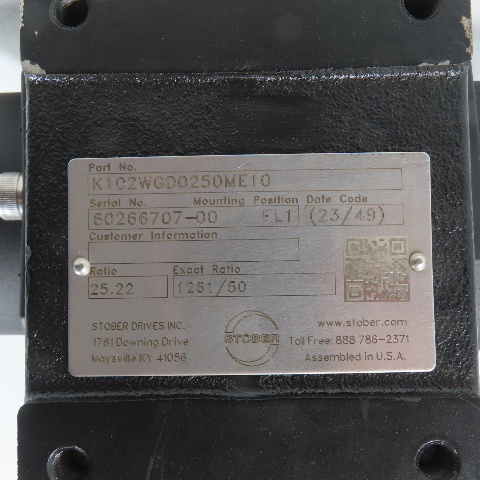 Part No.
K102WGD0250ME10
Serial No. Mounting Position Date Code
60266707-00 EL1 (23/49)
Customer Information
Ratio Exact Ratio
25.22 1261/50
STOBER DRIVES INC.
1781 Downing Drive
Maysville KY 41056
STOBER
www.stober.com
Toll Free: 888 786-2371
Assembled in U.S.A.